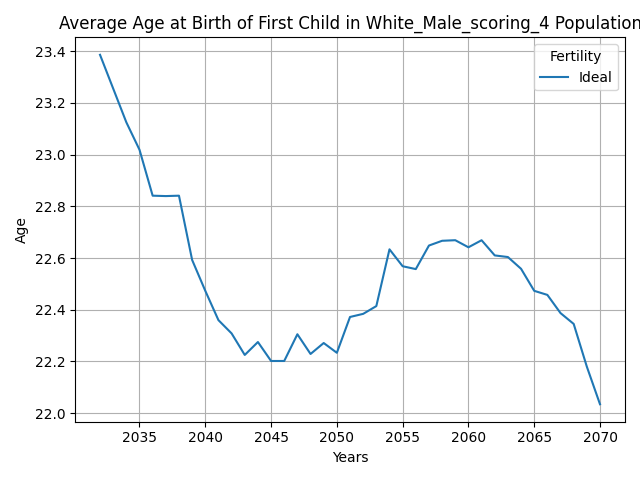 Average Age at Birth of First Child in White_Male_scoring_4 Population
Fertility
Ideal
Age
23.4
23.2
23.0
22.8
22.6
22.4
22.2
22.0
2035 2040 2045 2050 2055 2060 2065 2070
Years